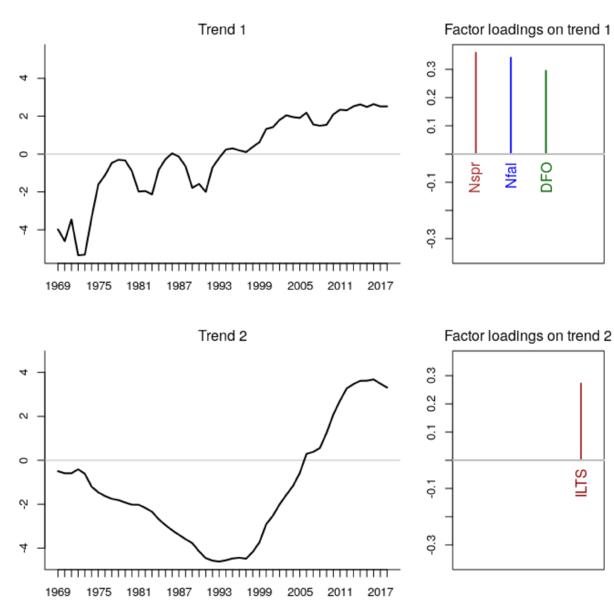 Trend 1
Factor loadings on trend 1
4
2
0
-2
-4
1969 1975 1981 1987 1993 1999 2005 2011 2017
0.3
0.2
0.1
-0.1
-0.3
Nspr
Nfal
DFO
Trend 2
Factor loadings on trend 2
4
2
0
-2
-4
1969 1975 1981 1987 1993 1999 2005 2011 2017
0.3
0.2
0.1
-0.1
-0.3
ILTS